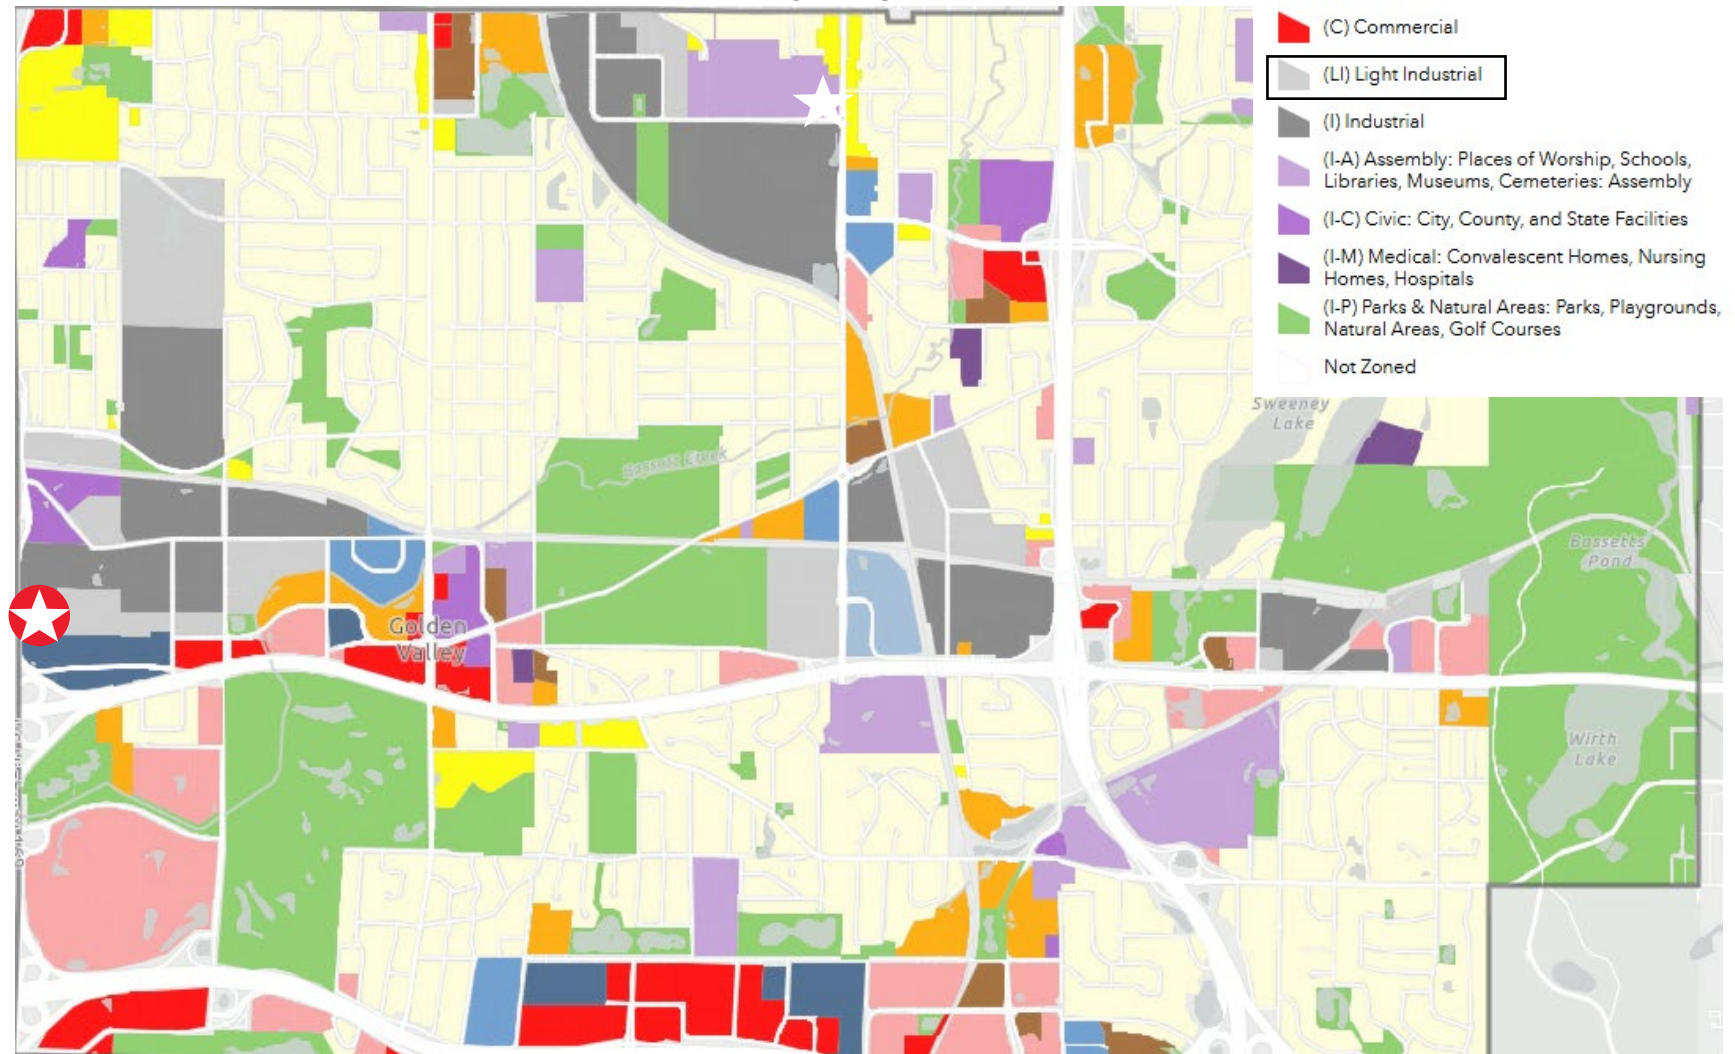 (C) Commercial
(LI) Light Industrial
(I) Industrial
(I-A) Assembly: Places of Worship, Schools,
Libraries, Museums, Cemeteries: Assembly
(I-C) Civic: City, County, and State Facilities
(I-M) Medical: Convalescent Homes, Nursing
Homes, Hospitals
(I-P) Parks & Natural Areas: Parks, Playgrounds,
Natural Areas, Golf Courses
Not Zoned
Sweeney
Lake
Bassetts Creek
Bassetts
Pond
Golden
Valley
Wirth
Lake